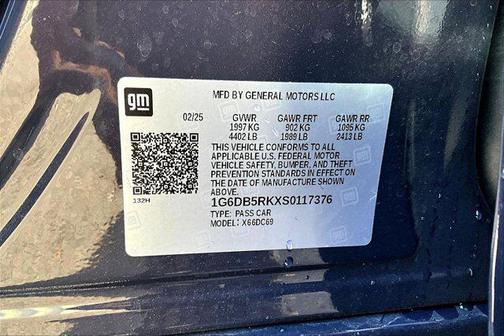 gm
MFD BY GENERAL MOTORS LLC
02/25 GVWR GAWR FRT GAWR RR
1997 KG 902 KG 1095 KG
4402 LB 1989 LB 2413 LB
THIS VEHICLE CONFORMS TO ALL
APPLICABLE U.S. FEDERAL MOTOR
VEHICLE SAFETY, BUMPER, AND THEFT
PREVENTION STANDARDS IN EFFECT ON
THE DATE OF MANUFACTURE SHOWN
ABOVE.
132H
1G6DB5RKXS0117376
TYPE: PASS CAR
MODEL: X66DC69